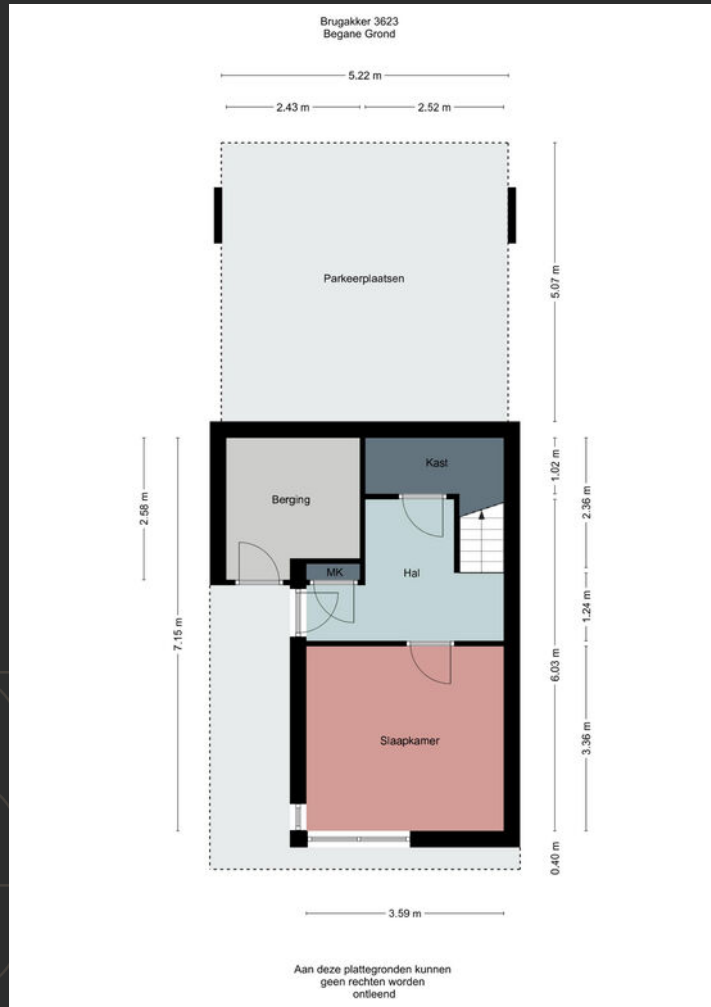 Brugakker 3623
Begane Grond
5.22 m
2.43 m
2.52 m
Parkeerplaatsen
5.07 m
Kast
1.02 m
2.36 m
Berging
2.58 m
MK
Hal
1.24 m
7.15 m
6.03 m
Slaapkamer
3.36 m
0.40 m
3.59 m
Aan deze plattegronden kunnen
geen rechten worden
ontleend